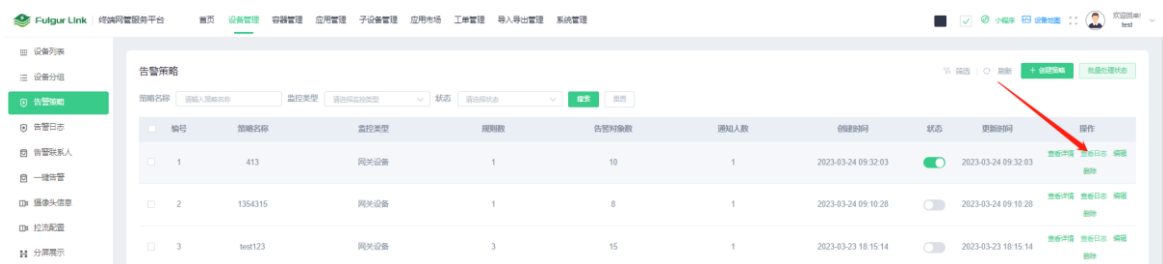 Fulgur Link 终端网管服务平台 首页 设备管理 容器管理 应用管理 子设备管理 应用市场 工单管理 导入导出管理 系统管理 小程序 设备地图 欢迎回来! test
设备列表
设备分组
告警策略
告警日志
告警联系人
一键告警
摄像头信息
拉流配置
分屏展示
告警策略 筛选 刷新 + 创建策略 批量处理状态
策略名称 请输入策略名称 监控类型 请选择监控类型 状态 请选择状态 搜索 重置
编号 策略名称 监控类型 规则数 告警对象数 通知人数 创建时间 状态 更新时间 操作
1 413 网关设备 1 10 1 2023-03-24 09:32:03 2023-03-24 09:32:03 查看详情 查看日志 编辑
删除
2 1354315 网关设备 1 8 1 2023-03-24 09:10:28 2023-03-24 09:10:28 查看详情 查看日志 编辑
删除
3 test123 网关设备 3 15 1 2023-03-23 18:15:14 2023-03-23 18:15:14 查看详情 查看日志 编辑
删除